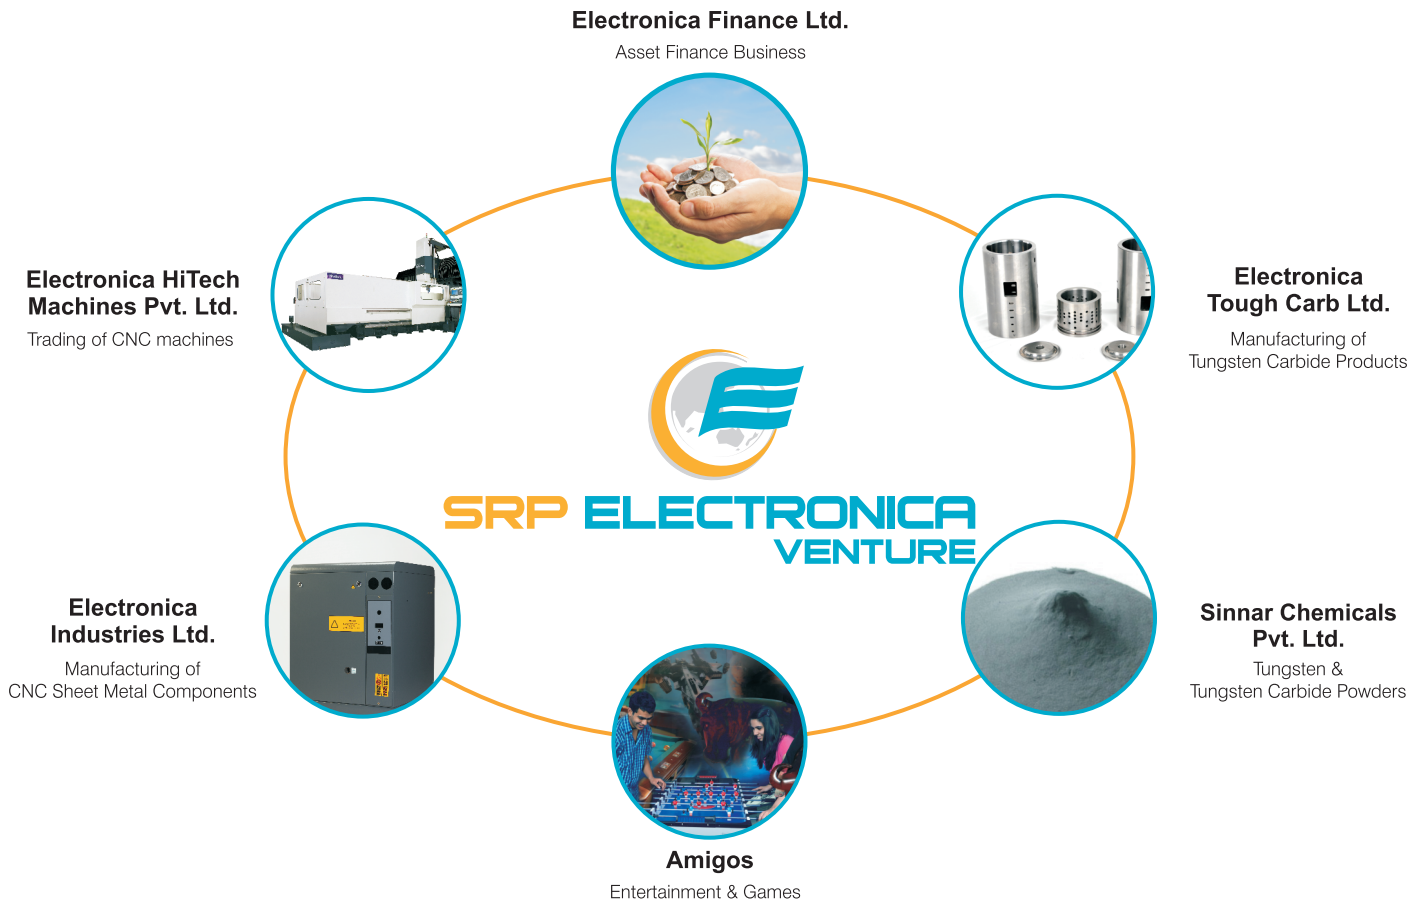 Electronica Finance Ltd.
Asset Finance Business
Electronica HiTech
Machines Pvt. Ltd.
Trading of CNC machines
Electronica
Tough Carb Ltd.
Manufacturing of
Tungsten Carbide Products
SRP ELECTRONICA
VENTURE
Electronica
Industries Ltd.
Manufacturing of
CNC Sheet Metal Components
Sinnar Chemicals
Pvt. Ltd.
Tungsten &
Tungsten Carbide Powders
Amigos
Entertainment & Games